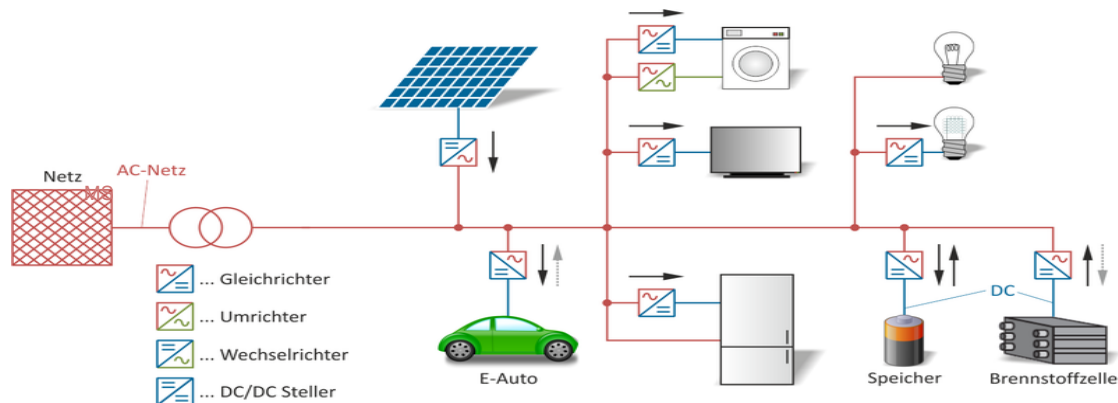 Netz
MS
AC-Netz
... Gleichrichter
... Umrichter
... Wechselrichter
... DC/DC Steller
E-Auto
DC
Speicher
Brennstoffzelle